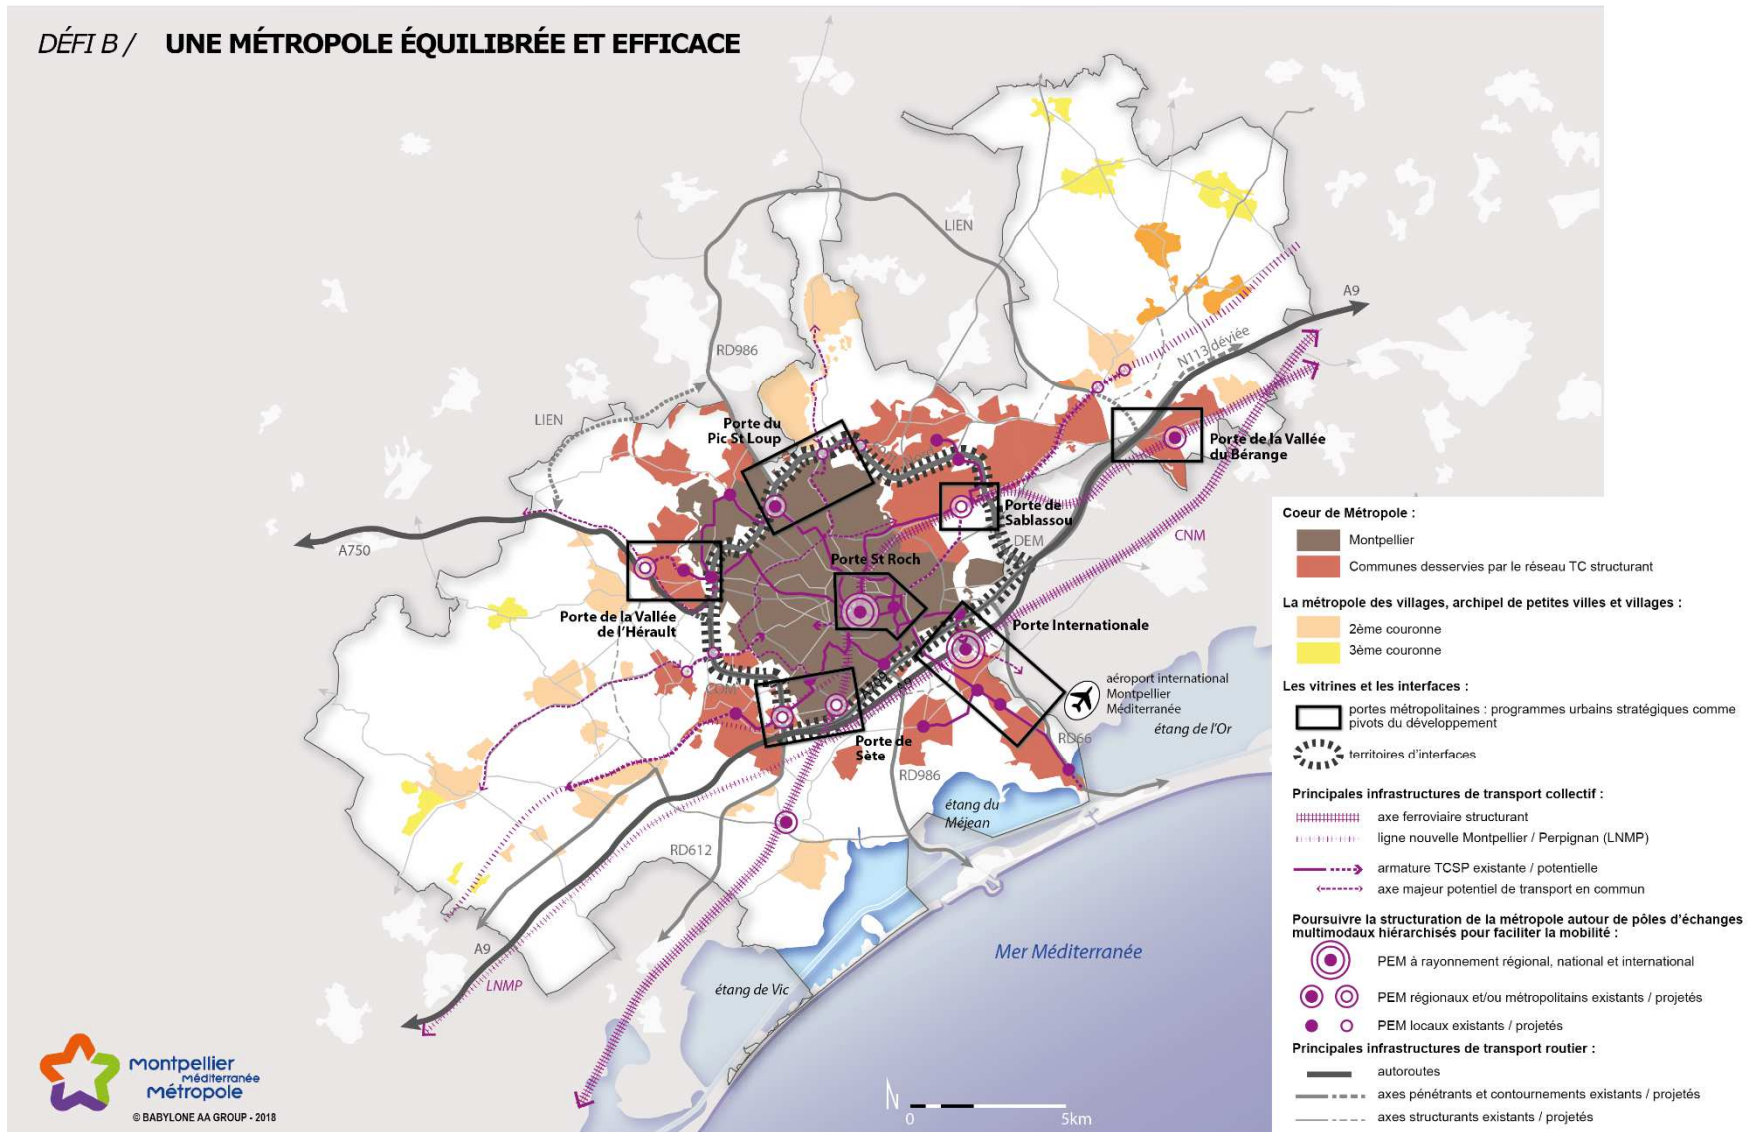 DÉFI B / UNE MÉTROPOLE ÉQUILIBRÉE ET EFFICACE
LIEN
A9
N113 déviée
RD986
LIEN
Porte du
Pic St Loup
Porte de la Vallée
du Bérange
Porte de
Sablassou
DEM
CNM
A750
Porte St Roch
Porte de la Vallée
de l'Hérault
Porte Internationale
COM
A709
A9
aéroport international
Montpellier
Méditerranée
étang de l'Or
RD66
Porte de
Sète
RD986
étang du
Méjean
RD612
A9
LNMP
étang de Vic
Mer Méditerranée
montpellier
méditerranée
métropole
© BABYLONE AA GROUP - 2018
N
0
5km
Coeur de Métropole :
Montpellier
Communes desservies par le réseau TC structurant
La métropole des villages, archipel de petites villes et villages :
2ème couronne
3ème couronne
Les vitrines et les interfaces :
portes métropolitaines : programmes urbains stratégiques comme
pivots du développement
territoires d'interfaces
Principales infrastructures de transport collectif :
axe ferroviaire structurant
ligne nouvelle Montpellier / Perpignan (LNMP)
armature TCSP existante / potentielle
axe majeur potentiel de transport en commun
Poursuivre la structuration de la métropole autour de pôles d'échanges
multimodaux hiérarchisés pour faciliter la mobilité :
PEM à rayonnement régional, national et international
PEM régionaux et/ou métropolitains existants / projetés
PEM locaux existants / projetés
Principales infrastructures de transport routier :
autoroutes
axes pénétrants et contournements existants / projetés
axes structurants existants / projetés